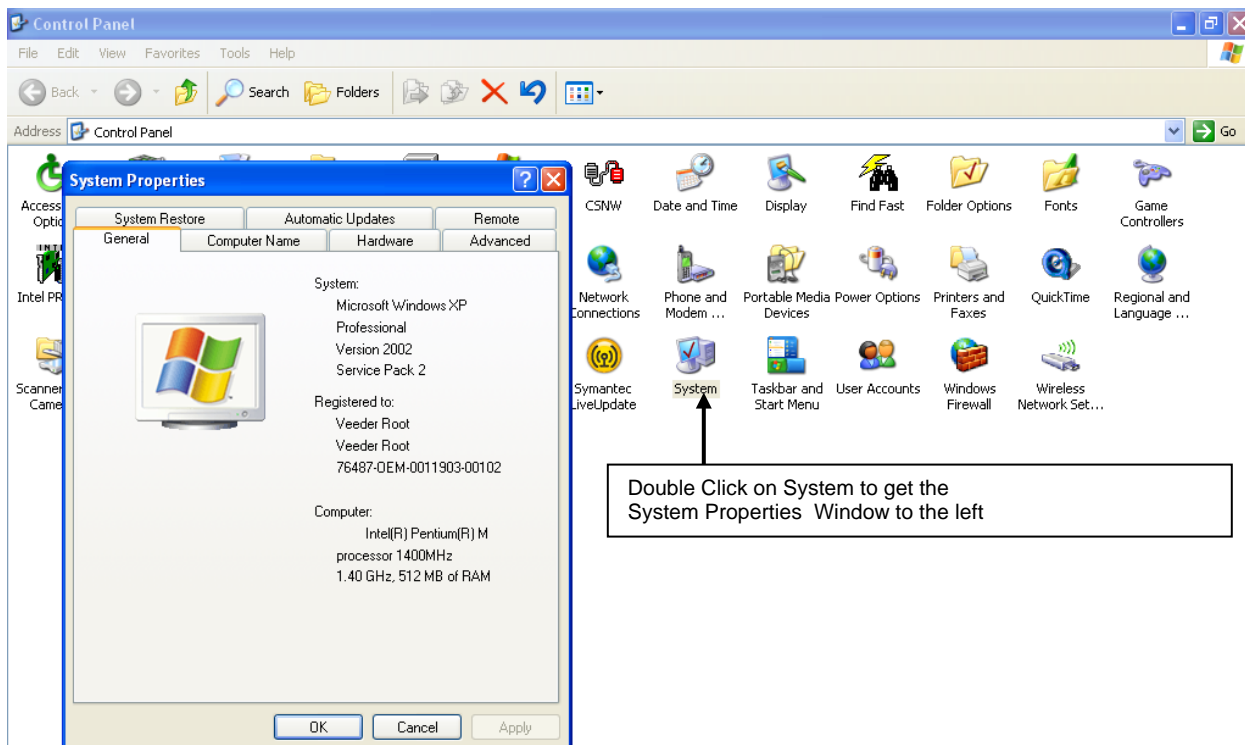 Control Panel
File Edit View Favorites Tools Help
Back Search Folders
Address Control Panel Go
System Properties
System Restore Automatic Updates Remote
General Computer Name Hardware Advanced
System:
Microsoft Windows XP
Professional
Version 2002
Service Pack 2
Registered to:
Veeder Root
Veeder Root
76487-OEM-0011903-00102
Computer:
Intel(R) Pentium(R) M
processor 1400MHz
1.40 GHz, 512 MB of RAM
OK Cancel Apply
Access
Optio
CSNW
Date and Time
Display
Find Fast
Folder Options
Fonts
Game
Controllers
Intel PR
Network
Connections
Phone and
Modem ...
Portable Media
Devices
Power Options
Printers and
Faxes
QuickTime
Regional and
Language ...
Scanner
Came
Symantec
LiveUpdate
System
Taskbar and
Start Menu
User Accounts
Windows
Firewall
Wireless
Network Set...
Double Click on System to get the
System Properties Window to the left